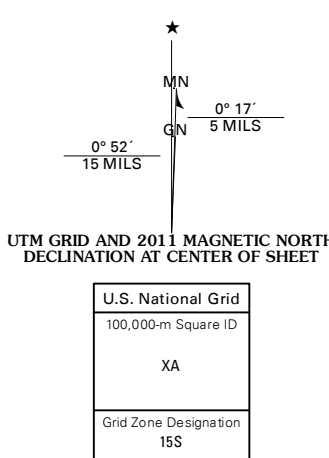 ★
MN
GN
0° 17´
5 MILS
0° 52´
15 MILS
UTM GRID AND 2011 MAGNETIC NORTH
DECLINATION AT CENTER OF SHEET
U.S. National Grid
100,000-m Square ID
XA
Grid Zone Designation
15S